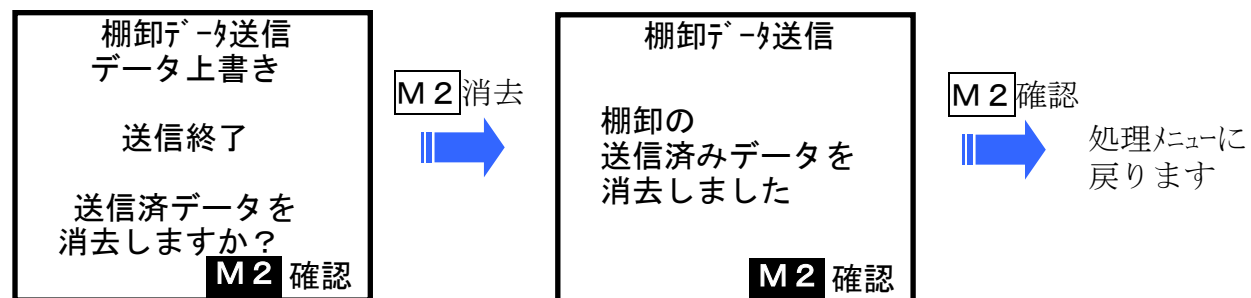 棚卸ﾃﾞｰﾀ送信
データ上書き
送信終了
送信済データを
消去しますか？
Ｍ２ 確認
Ｍ２消去
棚卸ﾃﾞｰﾀ送信
棚卸の
送信済みデータを
消去しました
Ｍ２ 確認
Ｍ２確認
処理ﾒﾆｭｰに
戻ります